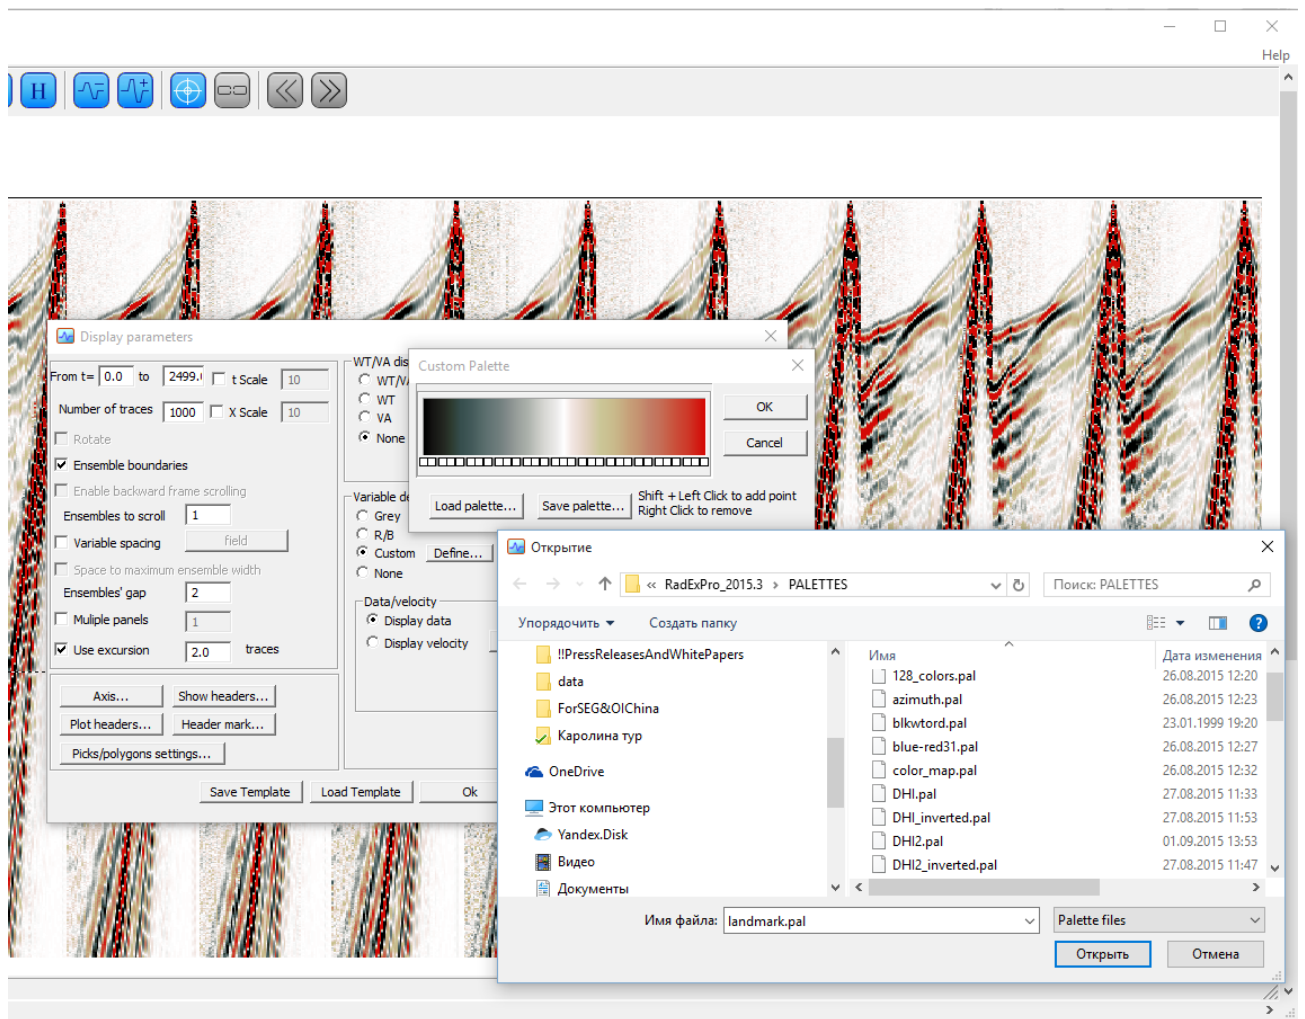 Help
H
Display parameters
From t= 0.0 to 2499.( t Scale 10
Number of traces 1000 X Scale 10
Rotate
Ensemble boundaries
Enable backward frame scrolling
Ensembles to scroll 1
Variable spacing field
Space to maximum ensemble width
Ensembles' gap 2
Muliple panels 1
Use excursion 2.0 traces
Axis... Show headers...
Plot headers... Header mark...
Picks/polygons settings...
Save Template Load Template Ok
WT/VA dis
WT/V
WT
VA
None
Variable de
Grey
R/B
Custom Define...
None
Data/velocity
Display data
Display velocity
Custom Palette
OK
Cancel
Load palette... Save palette... Shift + Left Click to add point
Right Click to remove
Открытие
« RadExPro_2015.3 › PALETTES Поиск: PALETTES
Упорядочить Создать папку ?
!!PressReleasesAndWhitePapers
data
ForSEG&OIChina
Каролина тур
OneDrive
Этот компьютер
Yandex.Disk
Видео
Документы
Имя Дата изменения
128_colors.pal 26.08.2015 12:20
azimuth.pal 26.08.2015 12:23
blkwtord.pal 23.01.1999 19:20
blue-red31.pal 26.08.2015 12:27
color_map.pal 26.08.2015 12:32
DHI.pal 27.08.2015 11:33
DHI_inverted.pal 27.08.2015 11:53
DHI2.pal 01.09.2015 13:53
DHI2_inverted.pal 27.08.2015 11:47
Имя файла: landmark.pal Palette files
Открыть Отмена